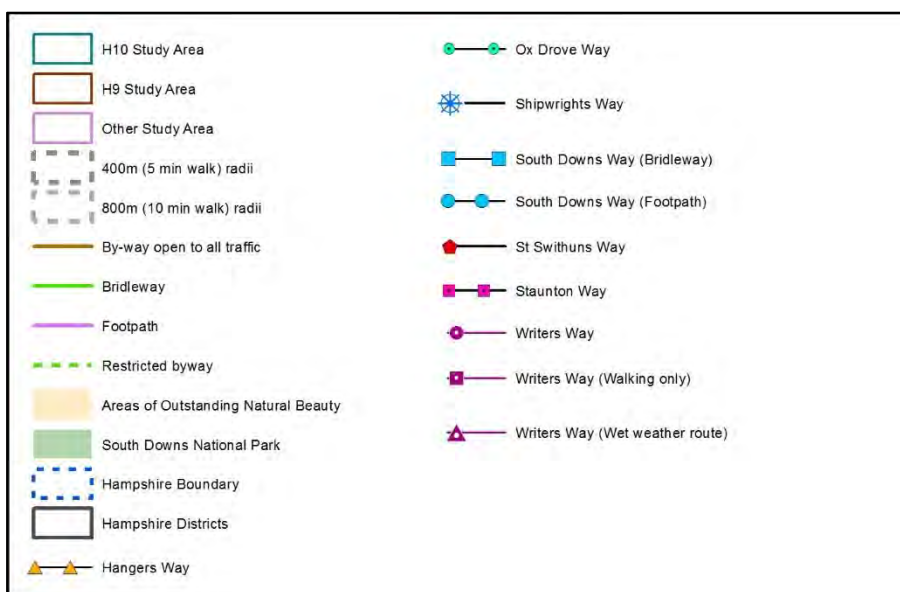 H10 Study Area
H9 Study Area
Other Study Area
400m (5 min walk) radii
800m (10 min walk) radii
By-way open to all traffic
Bridleway
Footpath
Restricted byway
Areas of Outstanding Natural Beauty
South Downs National Park
Hampshire Boundary
Hampshire Districts
Hangers Way
Ox Drove Way
Shipwrights Way
South Downs Way (Bridleway)
South Downs Way (Footpath)
St Swithuns Way
Staunton Way
Writers Way
Writers Way (Walking only)
Writers Way (Wet weather route)